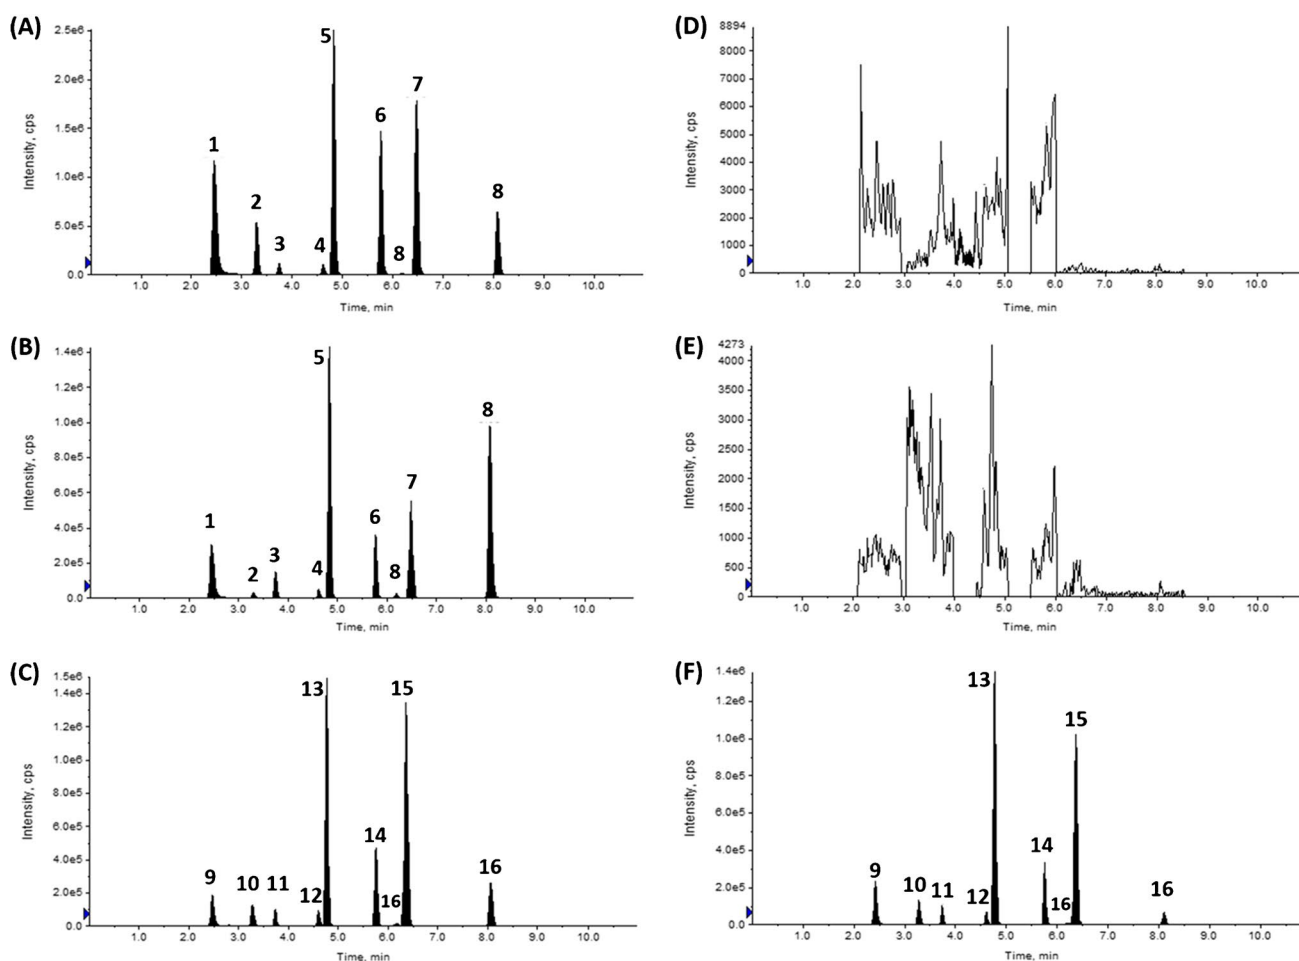 (A)
Intensity, cps
2.5e6
2.0e6
1.5e6
1.0e6
5.0e5
0.0
1 2 3 4 5 6 8 7 8
1.0 2.0 3.0 4.0 5.0 6.0 7.0 8.0 9.0 10.0
Time, min
(D)
Intensity, cps
8894
8000
7000
6000
5000
4000
3000
2000
1000
0
1.0 2.0 3.0 4.0 5.0 6.0 7.0 8.0 9.0 10.0
Time, min
(B)
Intensity, cps
1.4e6
1.2e6
1.0e6
8.0e5
6.0e5
4.0e5
2.0e5
0.0
1 2 3 4 5 6 8 7 8
1.0 2.0 3.0 4.0 5.0 6.0 7.0 8.0 9.0 10.0
Time, min
(E)
Intensity, cps
4273
4000
3500
3000
2500
2000
1500
1000
500
0
1.0 2.0 3.0 4.0 5.0 6.0 7.0 8.0 9.0 10.0
Time, min
(C)
Intensity, cps
1.5e6
1.4e6
1.2e6
1.0e6
8.0e5
6.0e5
4.0e5
2.0e5
0.0
9 10 11 12 13 14 16 15 16
1.0 2.0 3.0 4.0 5.0 6.0 7.0 8.0 9.0 10.0
Time, min
(F)
Intensity, cps
1.4e6
1.2e6
1.0e6
8.0e5
6.0e5
4.0e5
2.0e5
0.0
9 10 11 12 13 14 16 15 16
1.0 2.0 3.0 4.0 5.0 6.0 7.0 8.0 9.0 10.0
Time, min